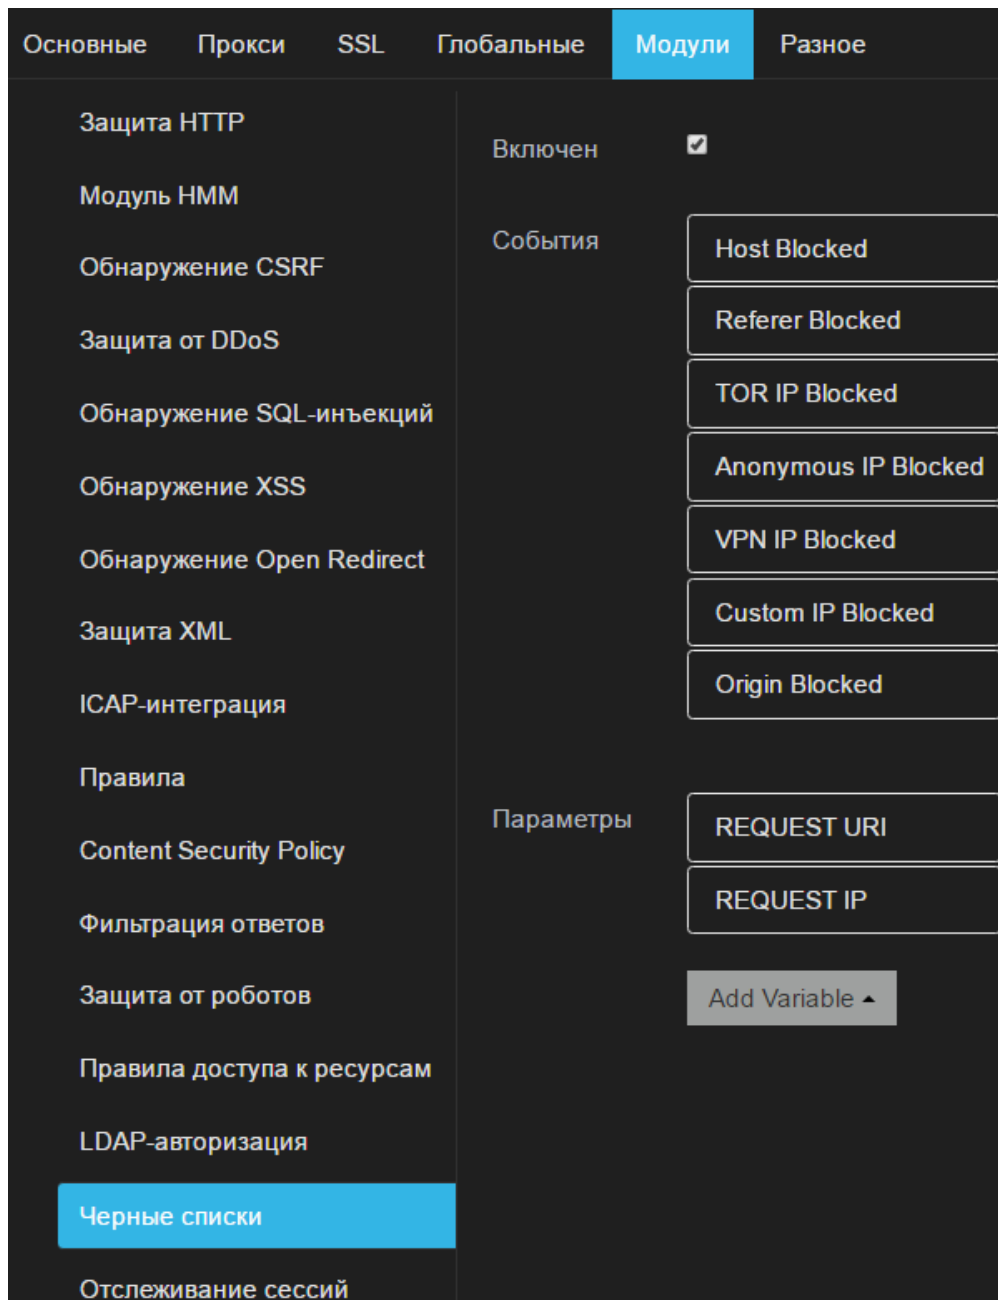 Основные Прокси SSL Глобальные Модули Разное
Защита HTTP
Модуль HMM
Обнаружение CSRF
Защита от DDoS
Обнаружение SQL-инъекций
Обнаружение XSS
Обнаружение Open Redirect
Защита XML
ICAP-интеграция
Правила
Content Security Policy
Фильтрация ответов
Защита от роботов
Правила доступа к ресурсам
LDAP-авторизация
Черные списки
Отслеживание сессий
Включен
События
Host Blocked
Referer Blocked
TOR IP Blocked
Anonymous IP Blocked
VPN IP Blocked
Custom IP Blocked
Origin Blocked
Параметры
REQUEST URI
REQUEST IP
Add Variable